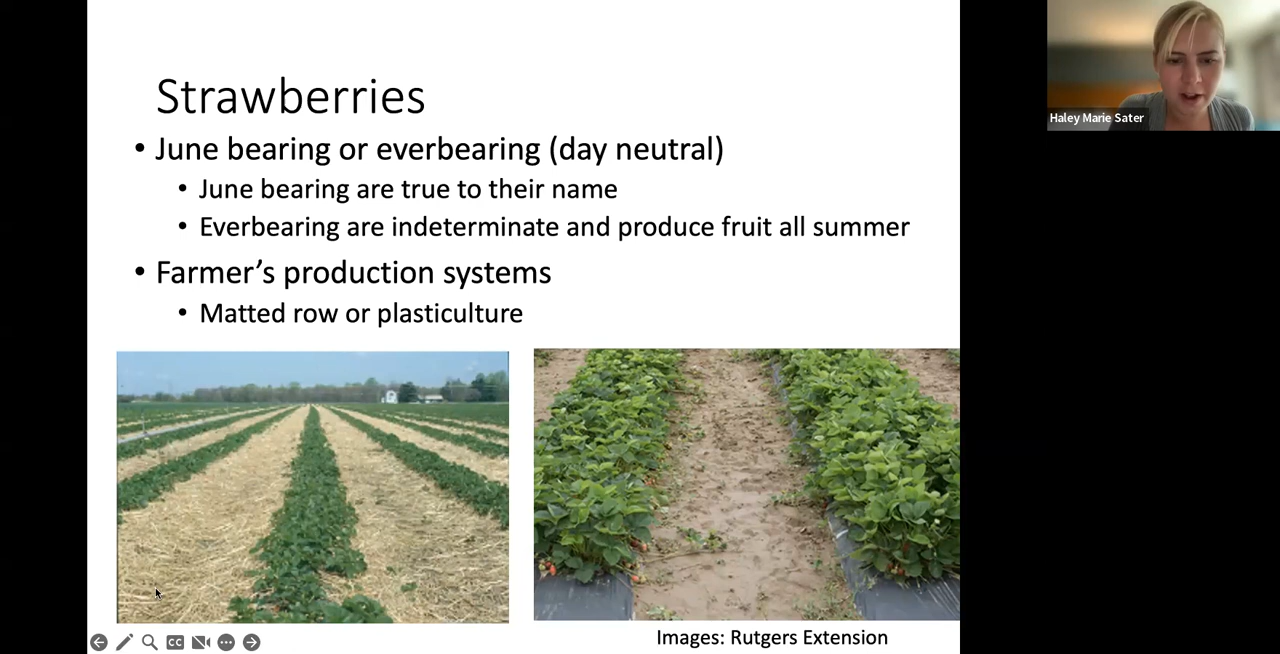 Strawberries
• June bearing or everbearing (day neutral)
• June bearing are true to their name
• Everbearing are indeterminate and produce fruit all summer
• Farmer’s production systems
• Matted row or plasticulture
Images: Rutgers Extension
CC
Haley Marie Sater